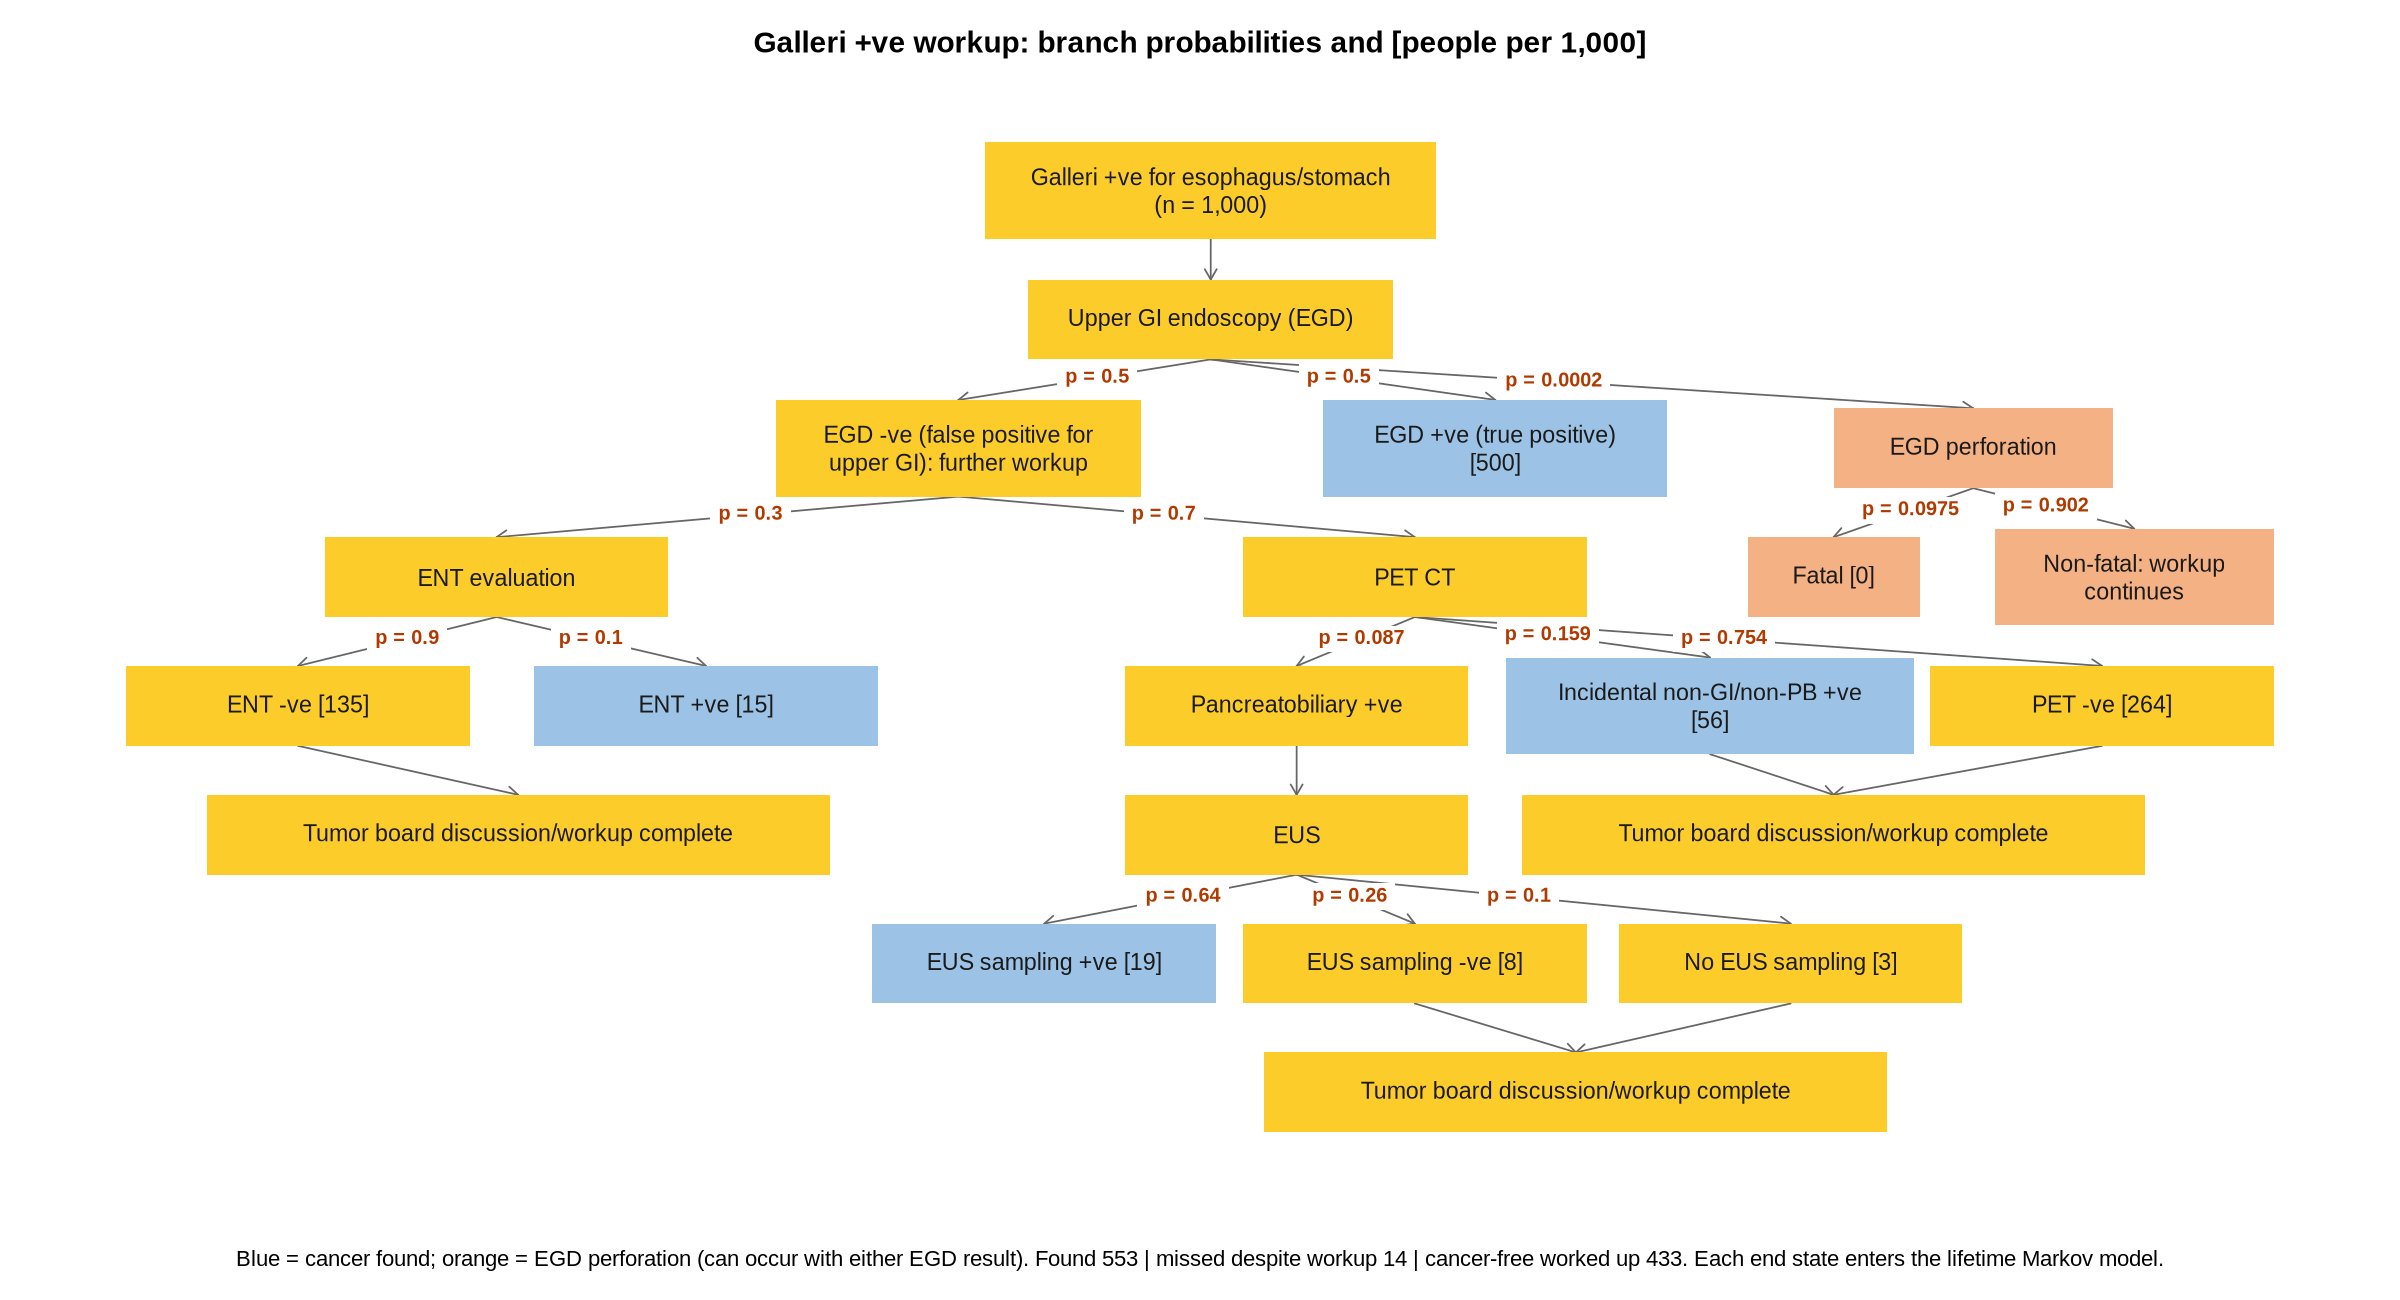 Galleri +ve workup: branch probabilities and [people per 1,000]
Galleri +ve for esophagus/stomach
(n = 1,000)
Upper GI endoscopy (EGD)
p = 0.5
p = 0.5
p = 0.0002
EGD -ve (false positive for
upper GI): further workup
EGD +ve (true positive)
[500]
EGD perforation
p = 0.3
p = 0.7
p = 0.0975
p = 0.902
ENT evaluation
PET CT
Fatal [0]
Non-fatal: workup
continues
p = 0.9
p = 0.1
p = 0.087
p = 0.159
p = 0.754
ENT -ve [135]
ENT +ve [15]
Pancreatobiliary +ve
Incidental non-GI/non-PB +ve
[56]
PET -ve [264]
Tumor board discussion/workup complete
EUS
Tumor board discussion/workup complete
p = 0.64
p = 0.26
p = 0.1
EUS sampling +ve [19]
EUS sampling -ve [8]
No EUS sampling [3]
Tumor board discussion/workup complete
Blue = cancer found; orange = EGD perforation (can occur with either EGD result). Found 553 | missed despite workup 14 | cancer-free worked up 433. Each end state enters the lifetime Markov model.